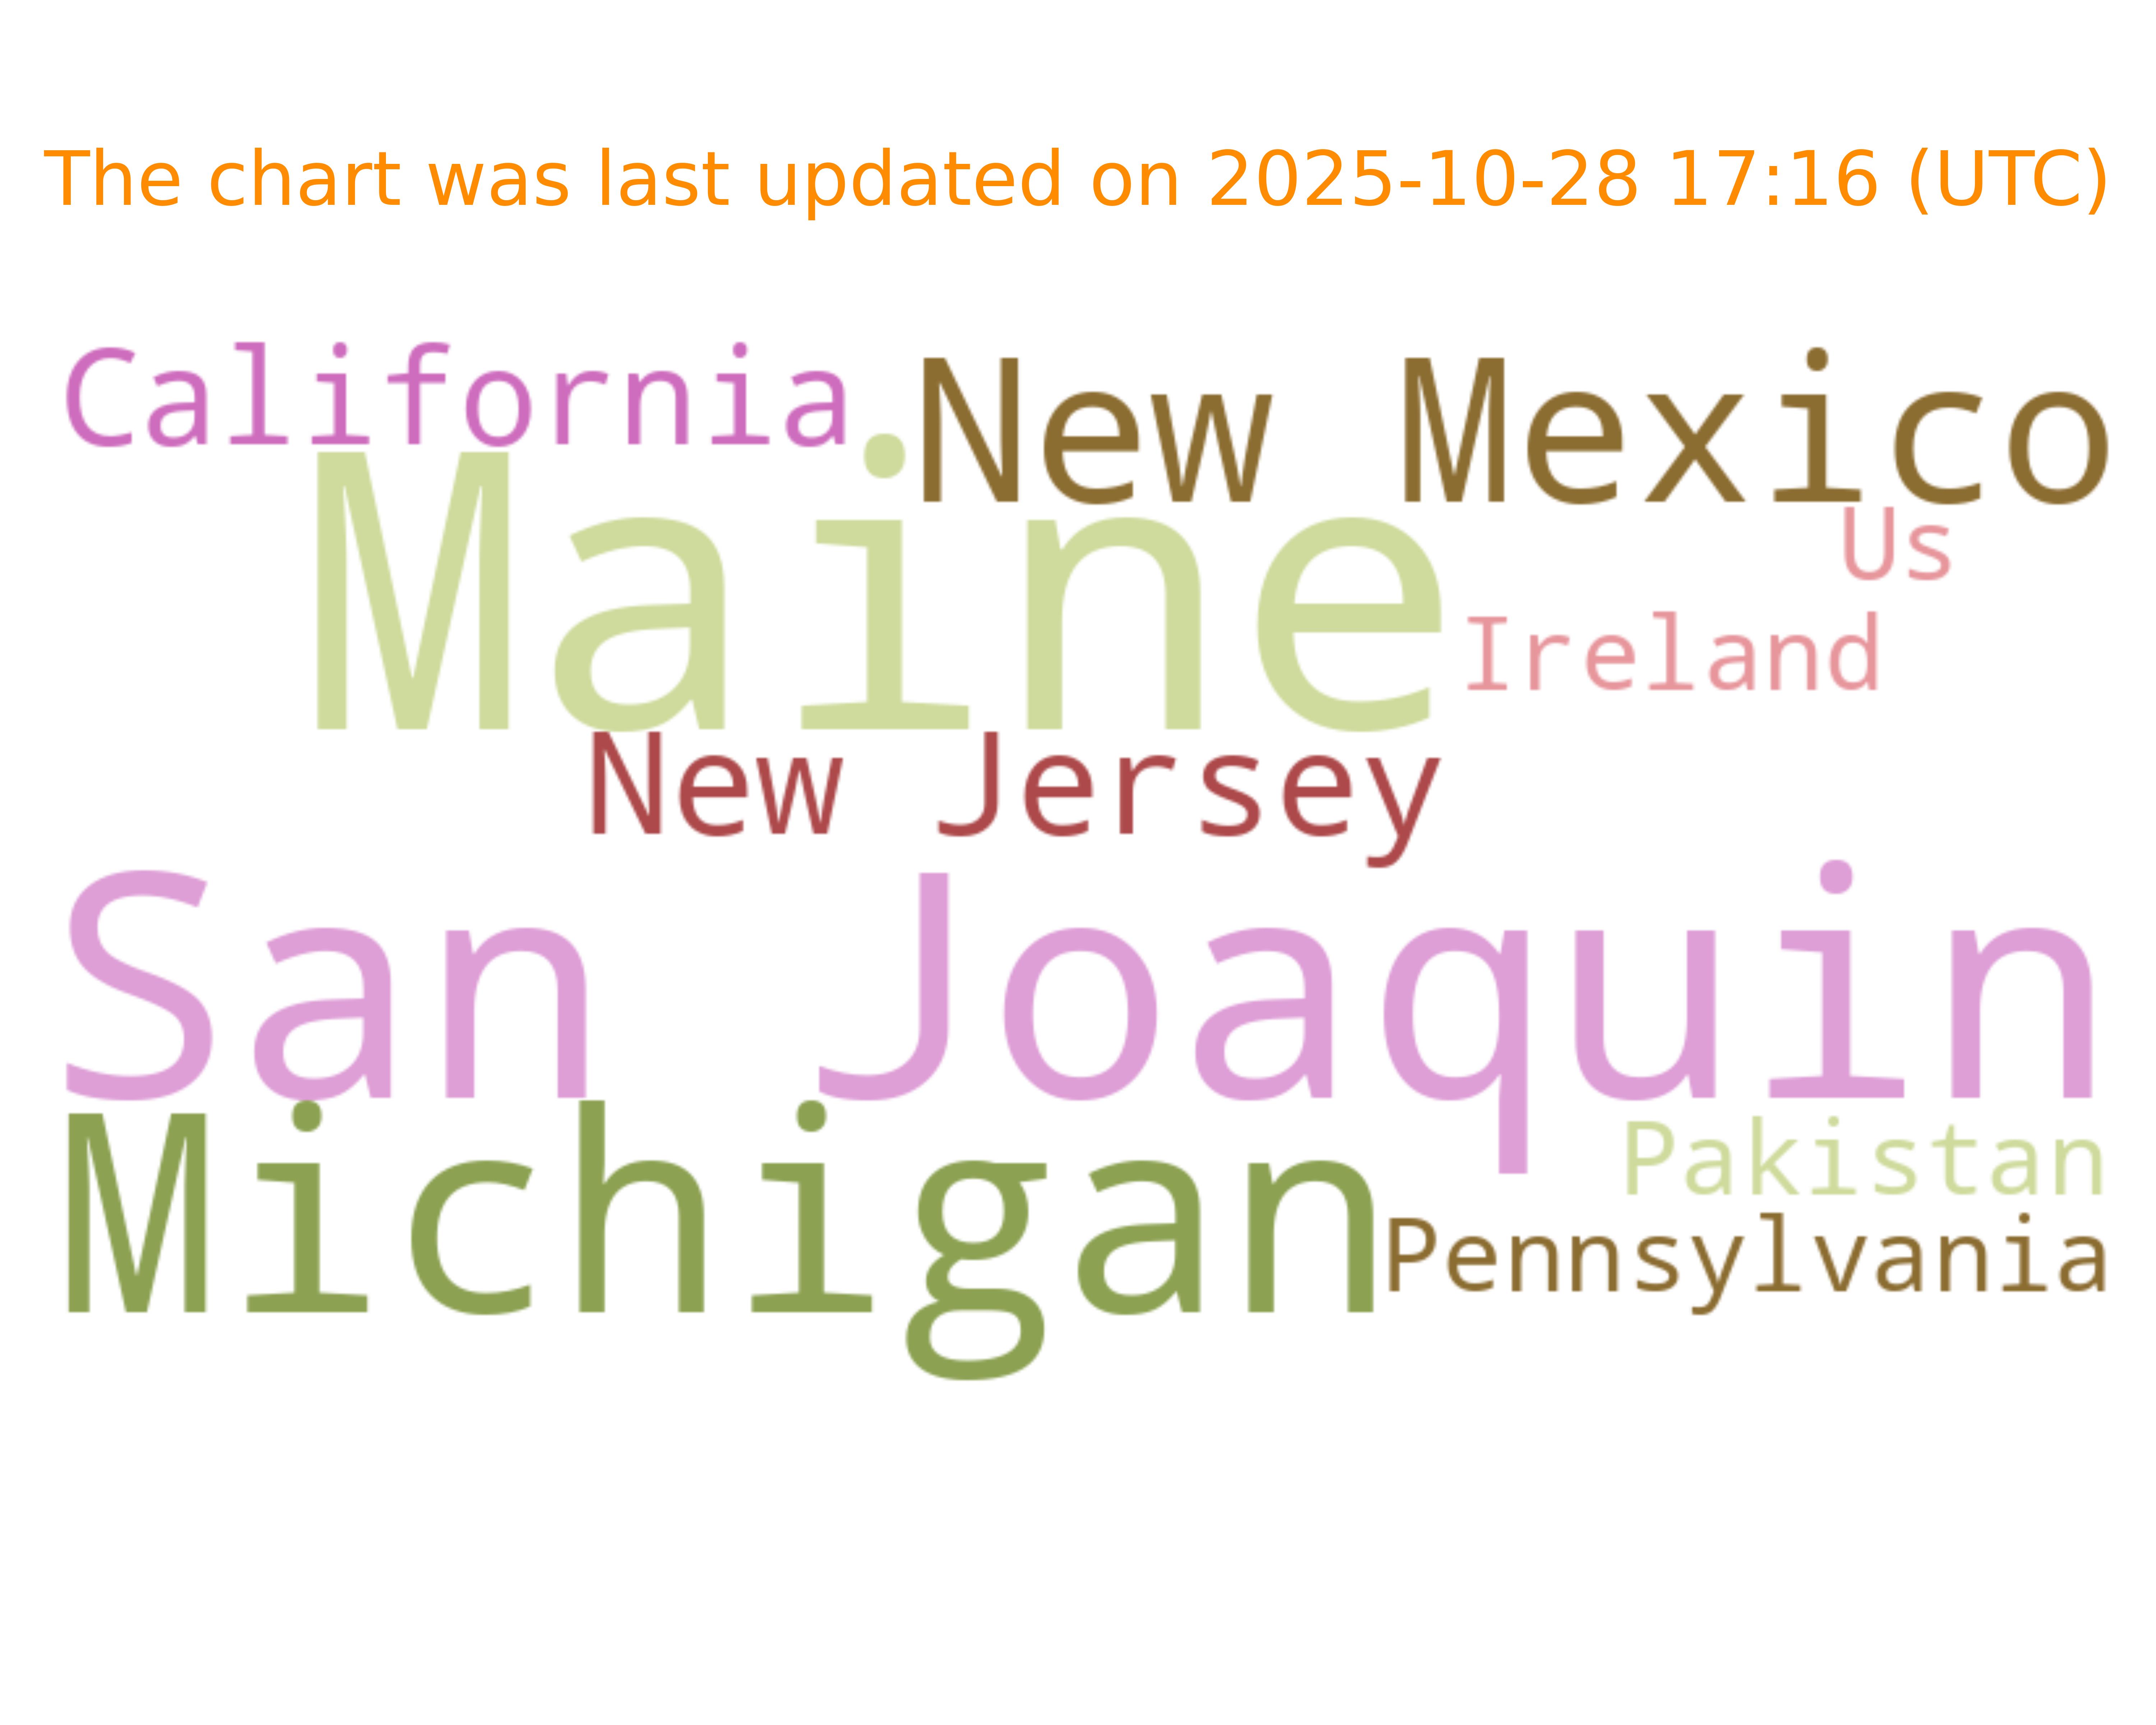 The chart was last updated on 2025-10-28 17:16 (UTC)
California
New Mexico
Maine
Us
Ireland
New Jersey
San Joaquin
Michigan
Pakistan
Pennsylvania